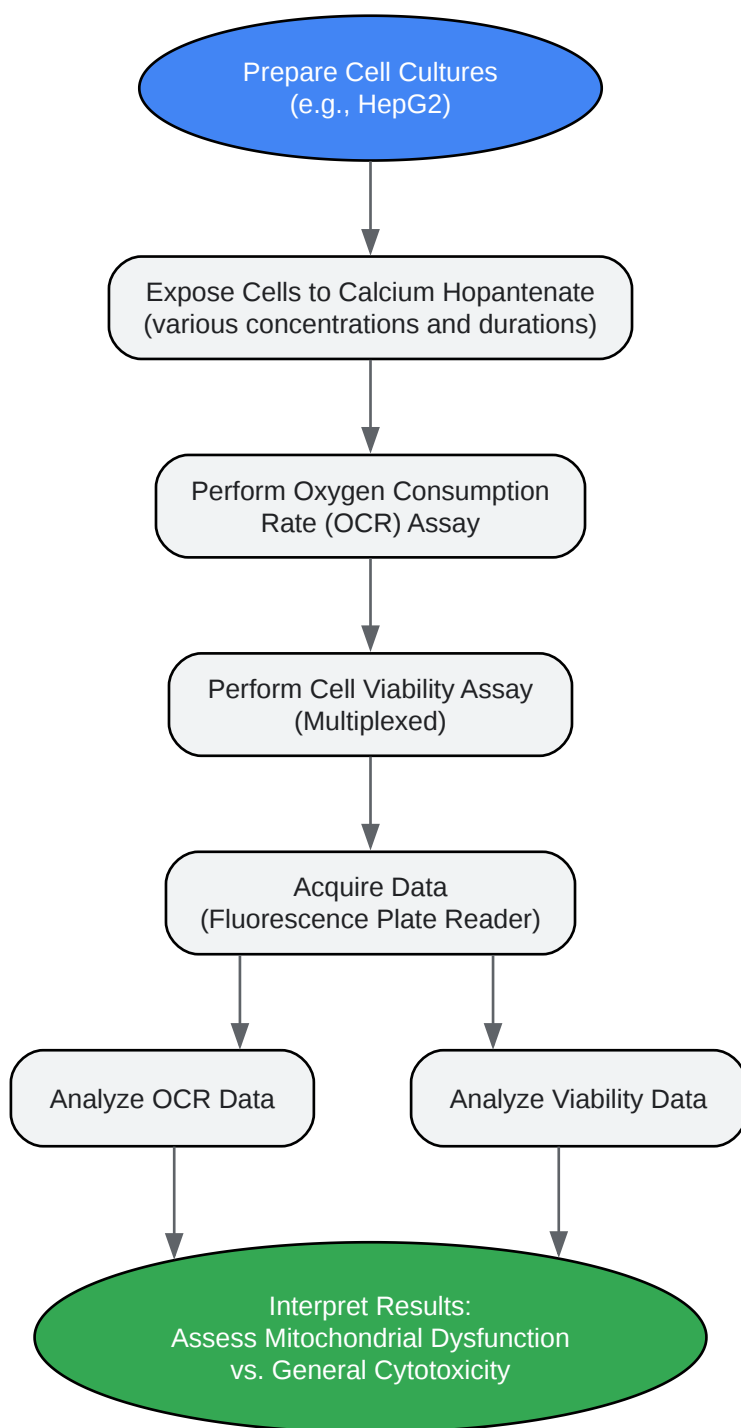 Prepare Cell Cultures
(e.g., HepG2)
Expose Cells to Calcium Hopantenate
(various concentrations and durations)
Perform Oxygen Consumption
Rate (OCR) Assay
Perform Cell Viability Assay
(Multiplexed)
Acquire Data
(Fluorescence Plate Reader)
Analyze OCR Data
Analyze Viability Data
Interpret Results:
Assess Mitochondrial Dysfunction
vs. General Cytotoxicity